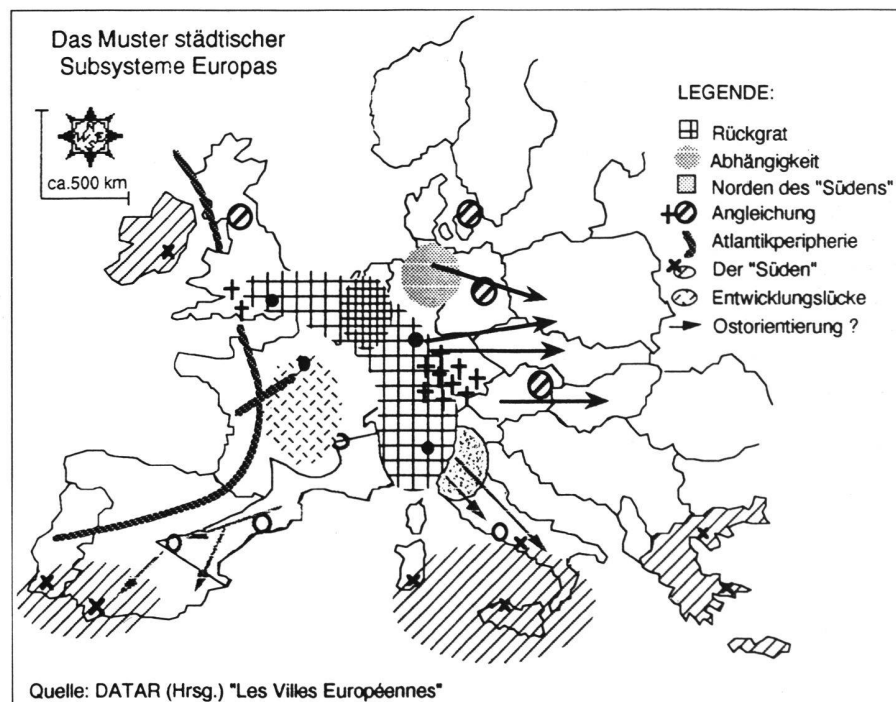 Das Muster städtischer
Subsysteme Europas
N
W E
S
ca.500 km
LEGENDE:
Rückgrat
Abhängigkeit
Norden des "Südens"
Angleichung
Atlantikperipherie
Der "Süden"
Entwicklungslücke
Ostorientierung ?
Quelle: DATAR (Hrsg.) "Les Villes Européennes"